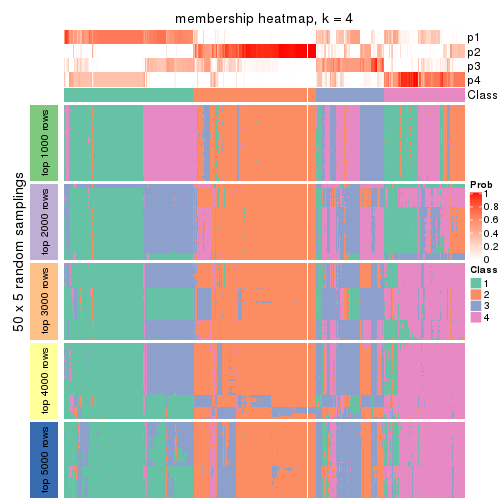 membership heatmap, k = 4
p1
p2
p3
p4
Class
50 x 5 random samplings
top 1000 rows
top 2000 rows
top 3000 rows
top 4000 rows
top 5000 rows
Prob
1
0.8
0.6
0.4
0.2
0
Class
1
2
3
4